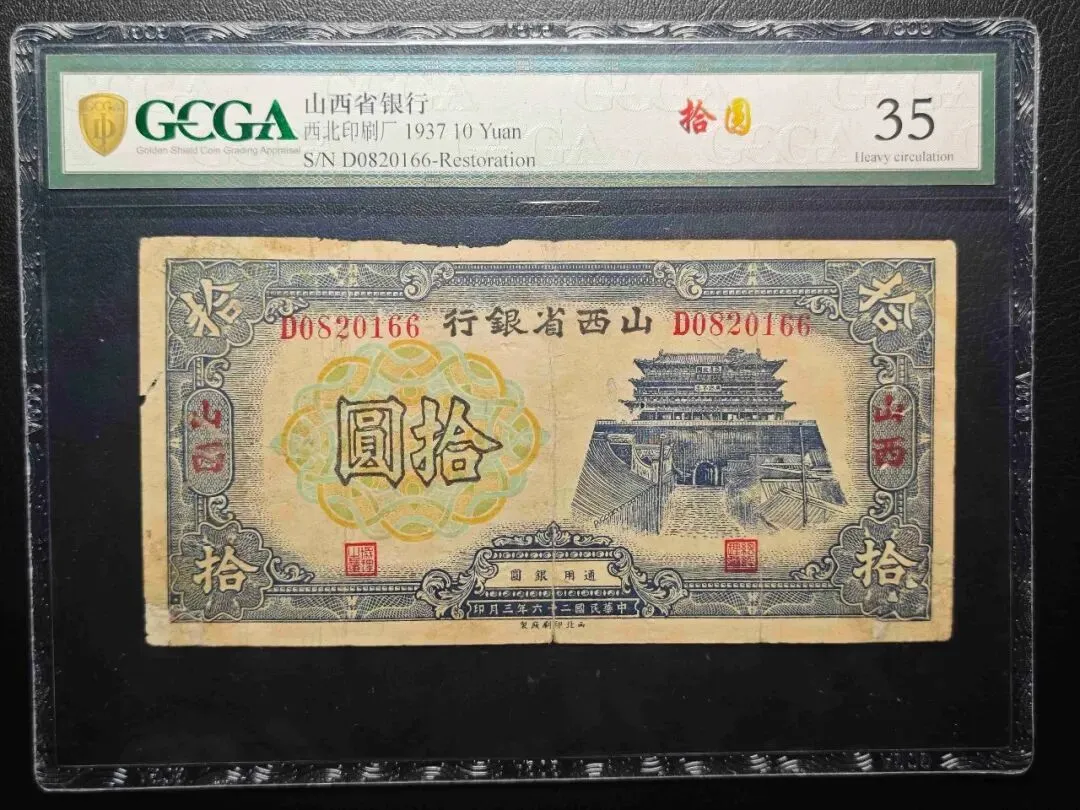 GCGA
Golden Shield Coin Grading Appraisal
山西省银行
西北印刷厂 1937 10 Yuan
S/N D0820166-Restoration
拾圆
35
Heavy circulation
拾
拾
D0820166
行銀省西山
D0820166
山西
圓拾
山西
圓銀用通
拾
拾
印月三年六十二國民華中
製廠刷印北西